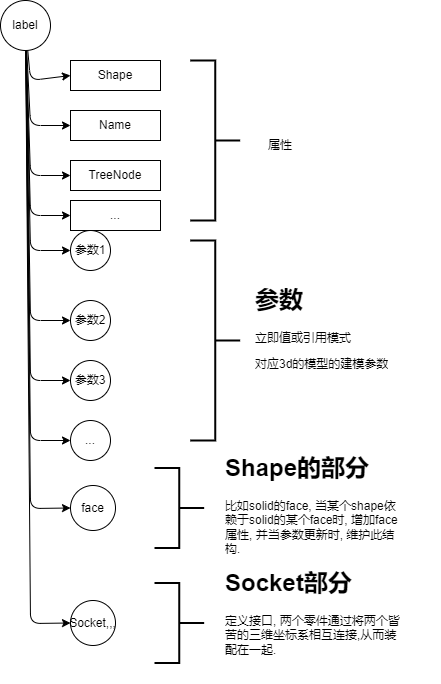 label
Shape
Name
TreeNode
...
属性
参数1
参数2
参数3
...
参数
立即值或引用模式
对应3d的模型的建模参数
face
Shape的部分
比如solid的face, 当某个shape依
赖于solid的某个face时, 增加face
属性, 并当参数更新时, 维护此结
构.
Socket,,,
Socket部分
定义接口, 两个零件通过将两个皆
苦的三维坐标系相互连接,从而装
配在一起.